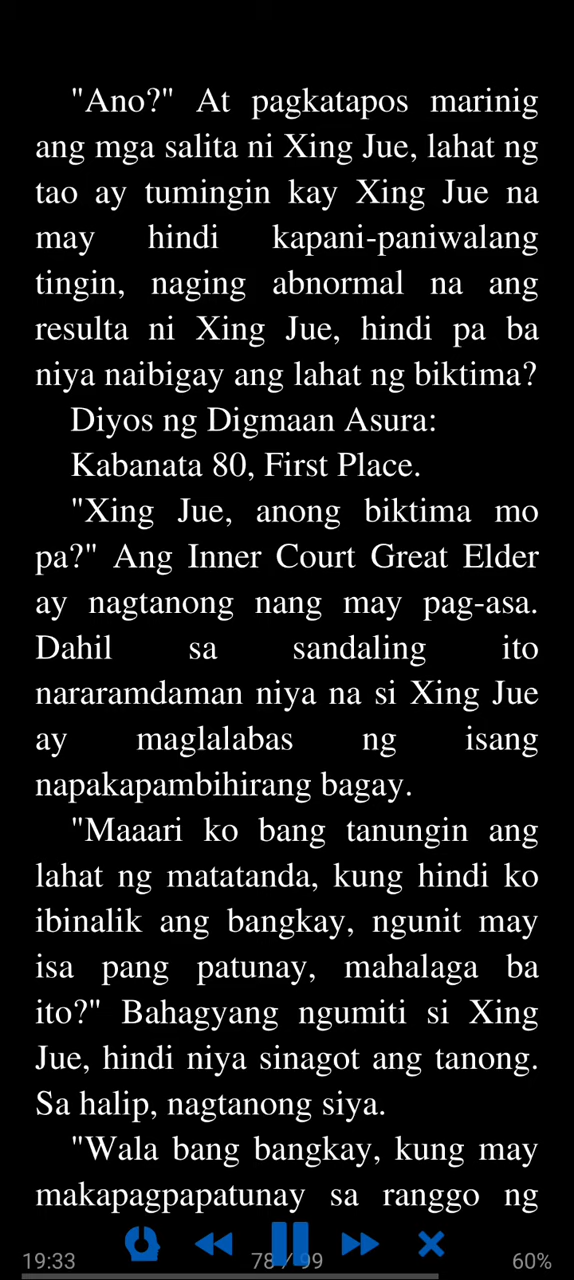 "Ano?" At pagkatapos marinig
ang mga salita ni Xing Jue, lahat ng
tao ay tumingin kay Xing Jue na
may hindi kapani-paniwalang
tingin, naging abnormal na ang
resulta ni Xing Jue, hindi pa ba
niya naibigay ang lahat ng biktima?
Diyos ng Digmaan Asura:
Kabanata 80, First Place.
"Xing Jue, anong biktima mo
pa?" Ang Inner Court Great Elder
ay nagtanong nang may pag-asa.
Dahil sa sandaling ito
nararamdaman niya na si Xing Jue
ay maglalabas ng isang
napakapambihirang bagay.
"Maaari ko bang tanungin ang
lahat ng matatanda, kung hindi ko
ibinalik ang bangkay, ngunit may
isa pang patunay, mahalaga ba
ito?" Bahagyang ngumiti si Xing
Jue, hindi niya sinagot ang tanong.
Sa halip, nagtanong siya.
"Wala bang bangkay, kung may
makapagpapatunay sa ranggo ng
19:33 78 / 99 60%